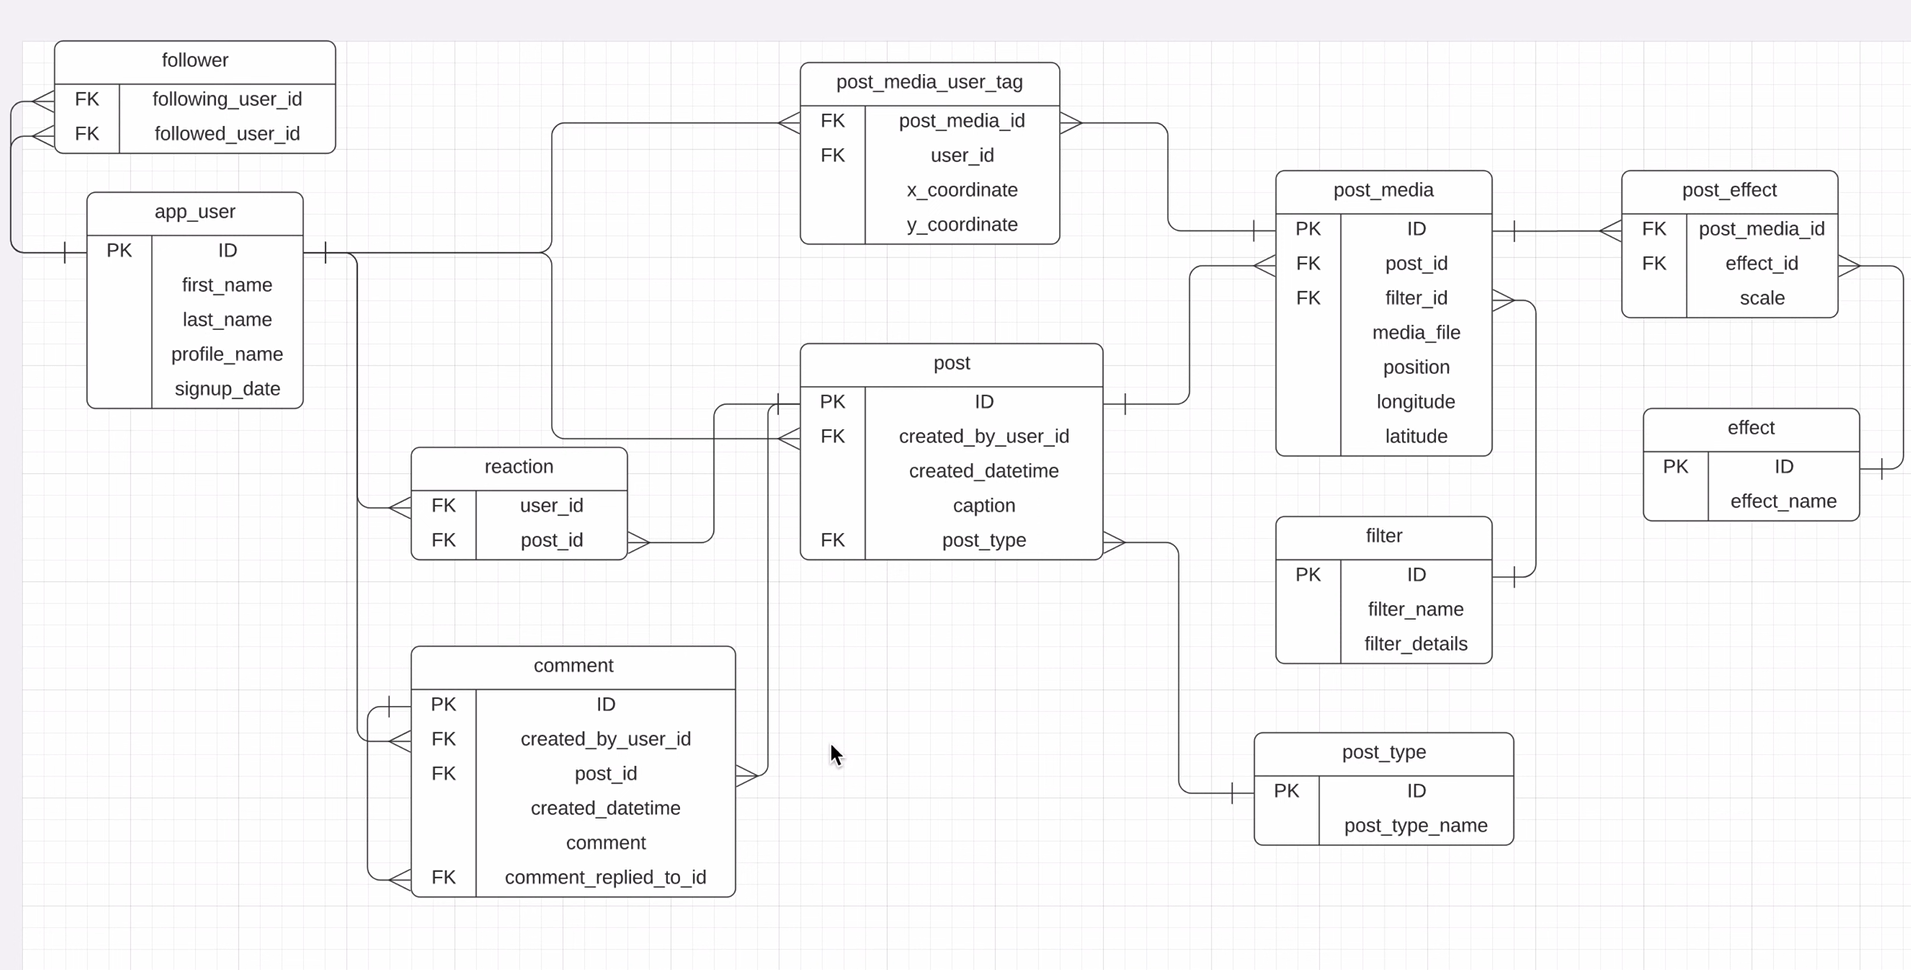 follower
FK following_user_id
FK followed_user_id
app_user
PK ID
first_name
last_name
profile_name
signup_date
post_media_user_tag
FK post_media_id
FK user_id
x_coordinate
y_coordinate
post_media
PK ID
FK post_id
FK filter_id
media_file
position
longitude
latitude
post_effect
FK post_media_id
FK effect_id
scale
post
PK ID
FK created_by_user_id
created_datetime
caption
FK post_type
effect
PK ID
effect_name
reaction
FK user_id
FK post_id
filter
PK ID
filter_name
filter_details
comment
PK ID
FK created_by_user_id
FK post_id
created_datetime
comment
FK comment_replied_to_id
post_type
PK ID
post_type_name